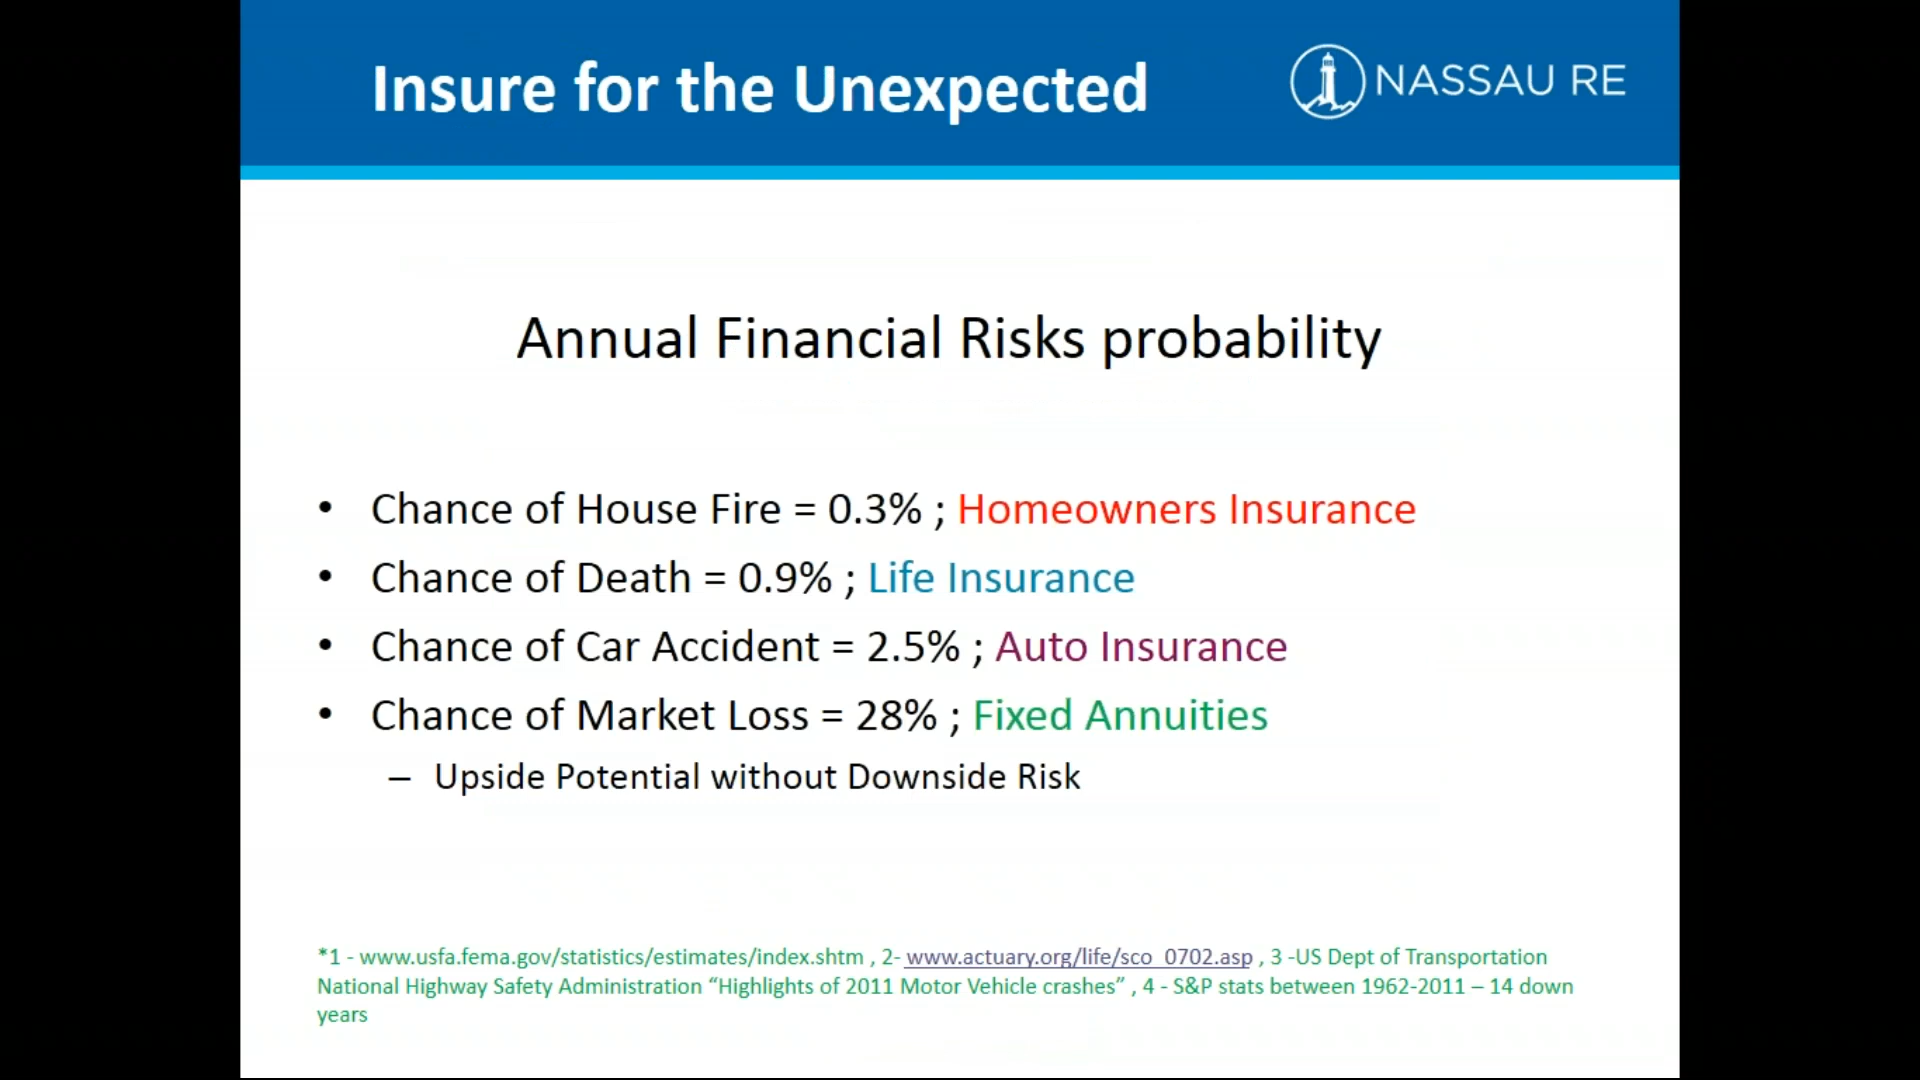 Insure for the Unexpected
NASSAU RE
Annual Financial Risks probability
• Chance of House Fire = 0.3% ; Homeowners Insurance
• Chance of Death = 0.9% ; Life Insurance
• Chance of Car Accident = 2.5% ; Auto Insurance
• Chance of Market Loss = 28% ; Fixed Annuities
– Upside Potential without Downside Risk
*1 - www.usfa.fema.gov/statistics/estimates/index.shtm , 2- www.actuary.org/life/sco_0702.asp , 3 -US Dept of Transportation
National Highway Safety Administration “Highlights of 2011 Motor Vehicle crashes” , 4 - S&P stats between 1962-2011 – 14 down
years